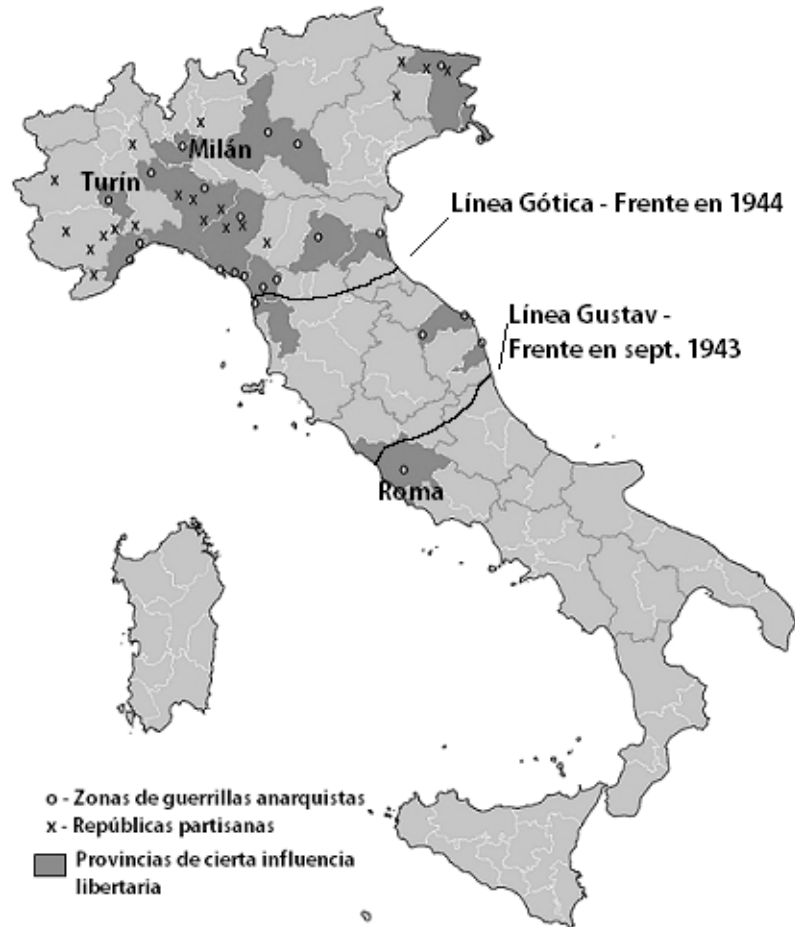 Milán
Turín
Línea Gótica - Frente en 1944
Línea Gustav -
Frente en sept. 1943
Roma
o - Zonas de guerrillas anarquistas
x - Repúblicas partisanas
Provincias de cierta influencia
libertaria